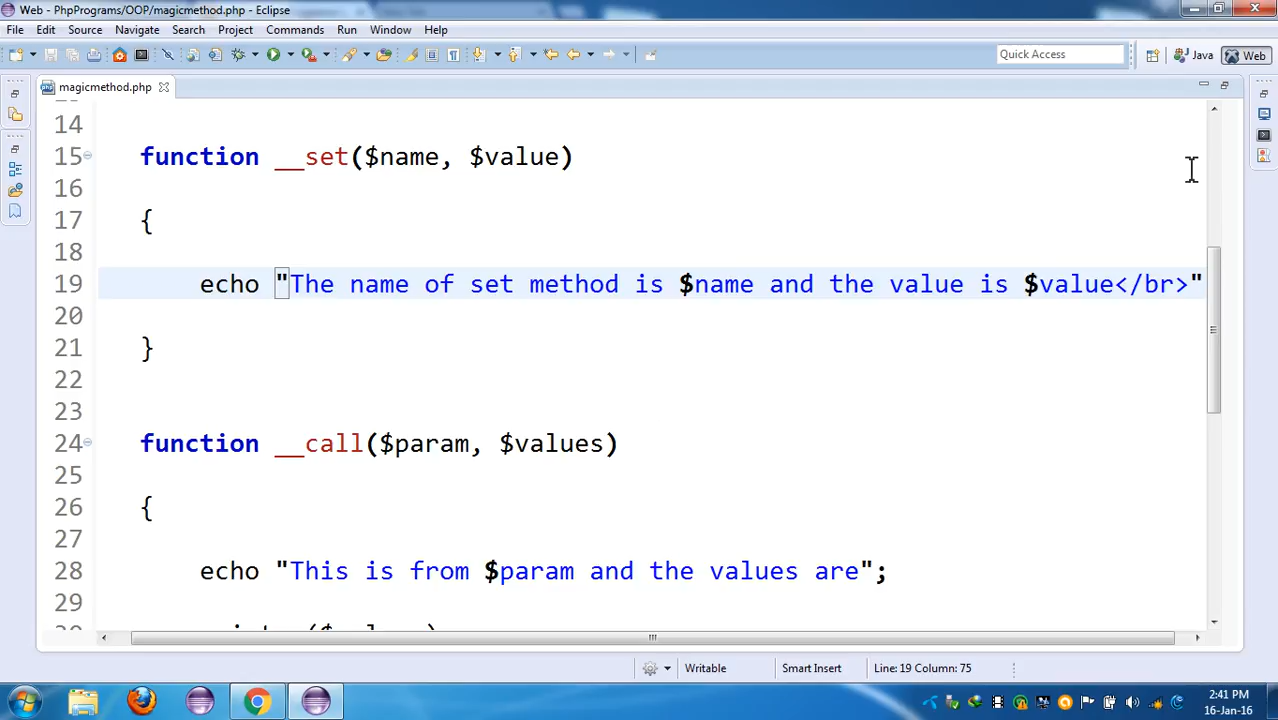 Web - PhpPrograms/OOP/magicmethod.php - Eclipse
File Edit Source Navigate Search Project Commands Run Window Help
Quick Access Java Web
magicmethod.php
14
15 function __set($name, $value)
16
17 {
18
19 echo "The name of set method is $name and the value is $value</br>"
20
21 }
22
23
24 function __call($param, $values)
25
26 {
27
28 echo "This is from $param and the values are";
29
Writable Smart Insert Line: 19 Column: 75
2:41 PM
16-Jan-16